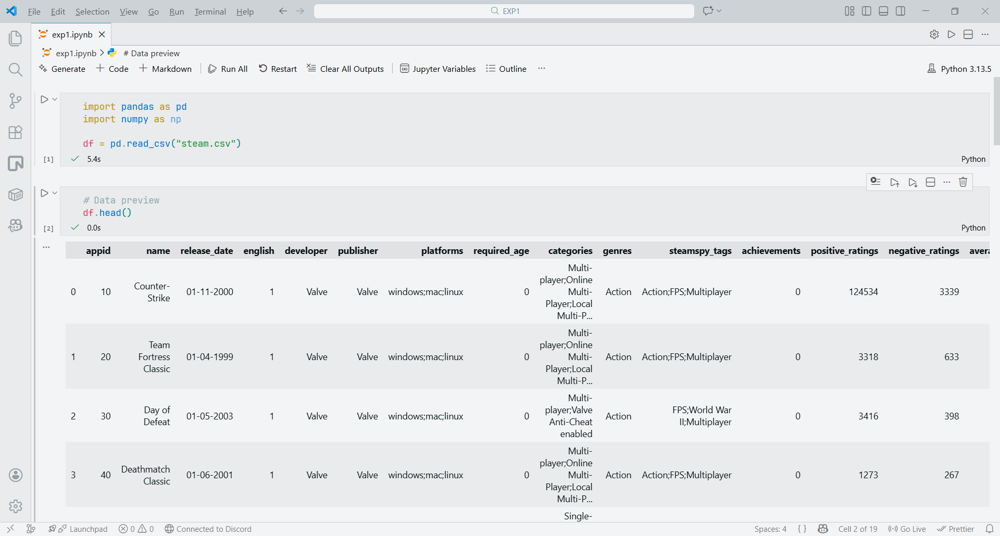 File Edit Selection View Go Run Terminal Help EXP1
exp1.ipynb
exp1.ipynb > # Data preview
Generate + Code + Markdown Run All Restart Clear All Outputs Jupyter Variables Outline ... Python 3.13.5
import pandas as pd
import numpy as np
df = pd.read_csv("steam.csv")
[1] 5.4s Python
# Data preview
df.head()
[2] 0.0s Python
appid name release_date english developer publisher platforms required_age categories genres steamspy_tags achievements positive_ratings negative_ratings avera
Multi-
player;Online
0 10 Counter-Strike 01-11-2000 1 Valve Valve windows;mac;linux 0 Multi- Action Action;FPS;Multiplayer 0 124534 3339
Player;Local
Multi-P...
Multi-
player;Online
1 20 Team Fortress Classic 01-04-1999 1 Valve Valve windows;mac;linux 0 Multi- Action Action;FPS;Multiplayer 0 3318 633
Player;Local
Multi-P...
Multi-
player;Valve
2 30 Day of Defeat 01-05-2003 1 Valve Valve windows;mac;linux 0 Anti-Cheat Action FPS;World War II;Multiplayer 0 3416 398
enabled
Multi-
player;Online
3 40 Deathmatch Classic 01-06-2001 1 Valve Valve windows;mac;linux 0 Multi- Action Action;FPS;Multiplayer 0 1273 267
Player;Local
Multi-P...
Single-
Launchpad 0 0 Connected to Discord Spaces: 4 { } Cell 2 of 19 Go Live Prettier